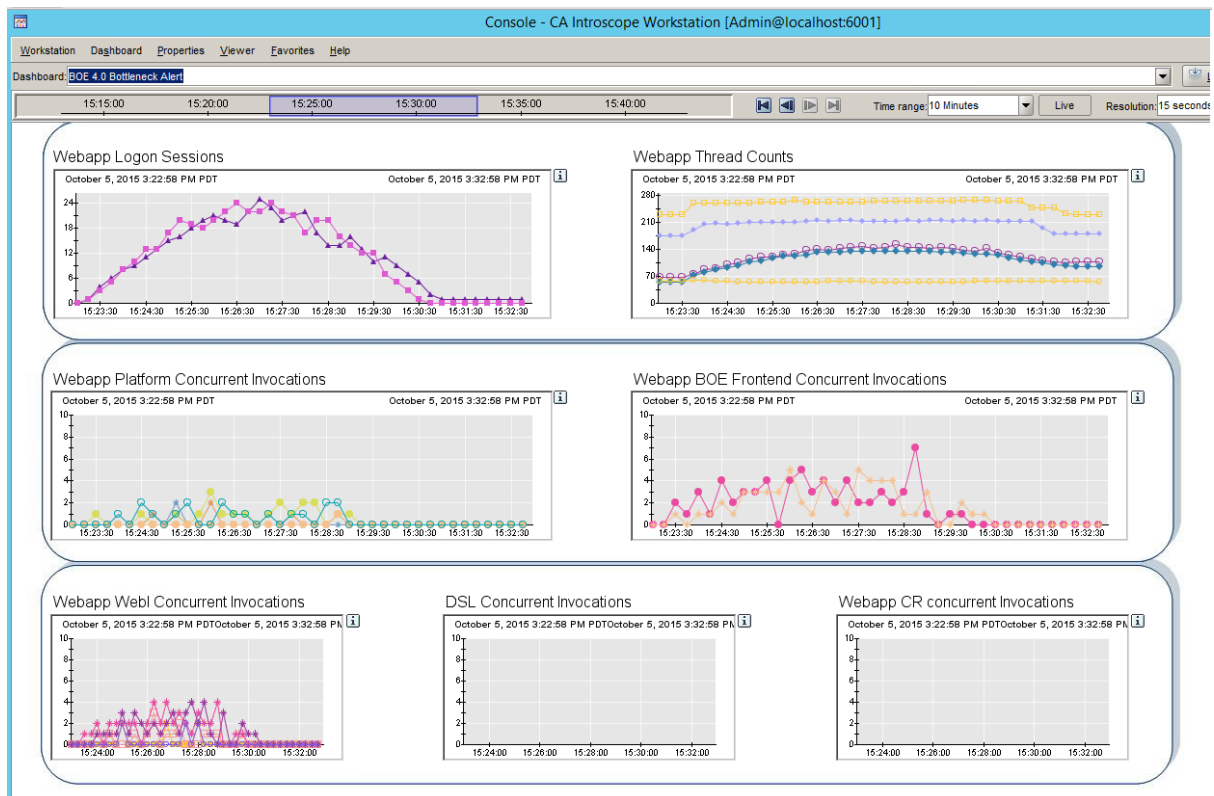 Console - CA Introscope Workstation [Admin@localhost:6001]
Workstation Dashboard Properties Viewer Favorites Help
Dashboard: BOE 4.0 Bottleneck Alert
15:15:00 15:20:00 15:25:00 15:30:00 15:35:00 15:40:00 Time range: 10 Minutes Live Resolution: 15 seconds
Webapp Logon Sessions
October 5, 2015 3:22:58 PM PDT October 5, 2015 3:32:58 PM PDT
24
18
12
6
0
15:23:30 15:24:30 15:25:30 15:26:30 15:27:30 15:28:30 15:29:30 15:30:30 15:31:30 15:32:30
Webapp Thread Counts
October 5, 2015 3:22:58 PM PDT October 5, 2015 3:32:58 PM PDT
280
210
140
70
0
15:23:30 15:24:30 15:25:30 15:26:30 15:27:30 15:28:30 15:29:30 15:30:30 15:31:30 15:32:30
Webapp Platform Concurrent Invocations
October 5, 2015 3:22:58 PM PDT October 5, 2015 3:32:58 PM PDT
10
8
6
4
2
0
15:23:30 15:24:30 15:25:30 15:26:30 15:27:30 15:28:30 15:29:30 15:30:30 15:31:30 15:32:30
Webapp BOE Frontend Concurrent Invocations
October 5, 2015 3:22:58 PM PDT October 5, 2015 3:32:58 PM PDT
10
8
6
4
2
0
15:23:30 15:24:30 15:25:30 15:26:30 15:27:30 15:28:30 15:29:30 15:30:30 15:31:30 15:32:30
Webapp WebI Concurrent Invocations
October 5, 2015 3:22:58 PM PDTOctober 5, 2015 3:32:58 PM
10
8
6
4
2
0
15:24:00 15:26:00 15:28:00 15:30:00 15:32:00
DSL Concurrent Invocations
October 5, 2015 3:22:58 PM PDTOctober 5, 2015 3:32:58 PM
10
8
6
4
2
0
15:24:00 15:26:00 15:28:00 15:30:00 15:32:00
Webapp CR concurrent Invocations
October 5, 2015 3:22:58 PM PDTOctober 5, 2015 3:32:58 PM
10
8
6
4
2
0
15:24:00 15:26:00 15:28:00 15:30:00 15:32:00